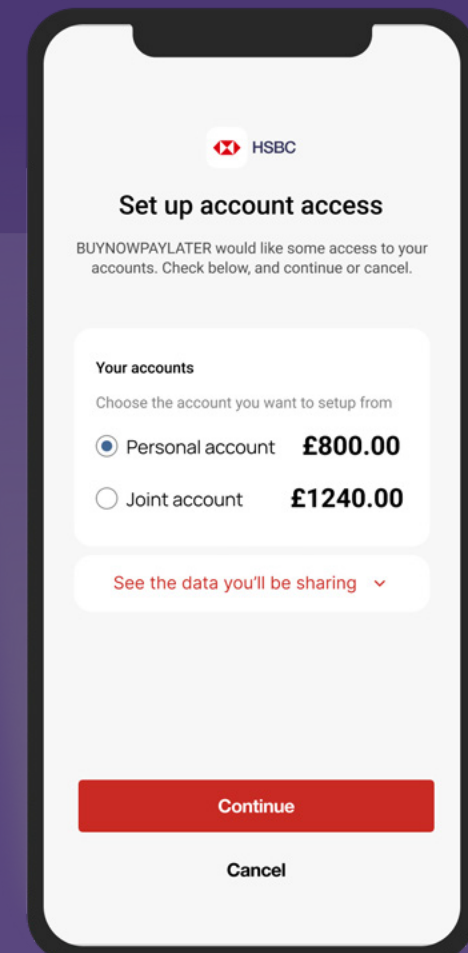 HSBC
Set up account access
BUYNOWPAYLATER would like some access to your
accounts. Check below, and continue or cancel.
Your accounts
Choose the account you want to setup from
Personal account £800.00
Joint account £1240.00
See the data you'll be sharing
Continue
Cancel